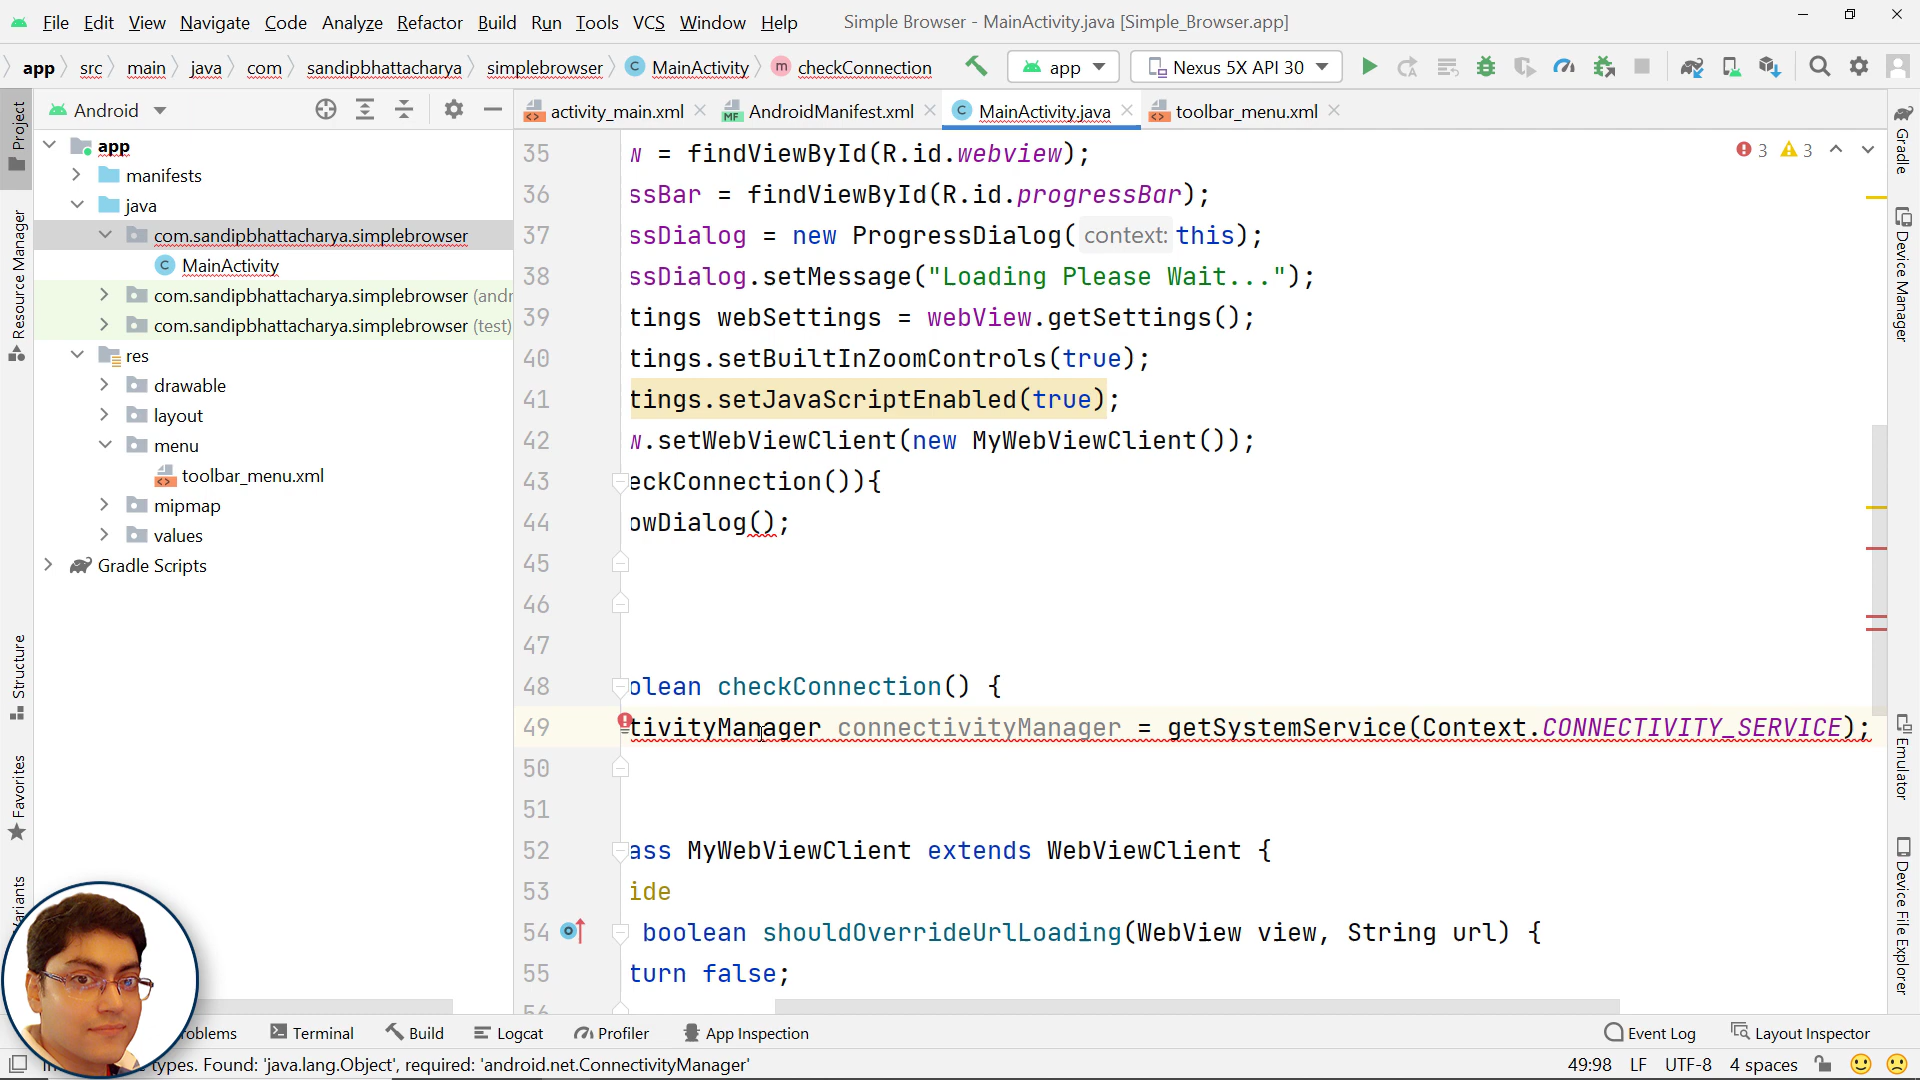 File Edit View Navigate Code Analyze Refactor Build Run Tools VCS Window Help Simple Browser - MainActivity.java [Simple_Browser.app]
app src main java com sandipbhattacharya simplebrowser MainActivity checkConnection app Nexus 5X API 30
Project Android activity_main.xml AndroidManifest.xml MainActivity.java toolbar_menu.xml Gradle
app
manifests
java
com.sandipbhattacharya.simplebrowser
MainActivity
com.sandipbhattacharya.simplebrowser (andr
com.sandipbhattacharya.simplebrowser (test)
res
drawable
layout
menu
toolbar_menu.xml
mipmap
values
Gradle Scripts
Resource Manager
Structure
Favorites
ariants
3 3
35 w = findViewById(R.id.webview);
36 ssBar = findViewById(R.id.progressBar);
37 ssDialog = new ProgressDialog( context: this);
38 ssDialog.setMessage("Loading Please Wait...");
39 tings webSettings = webView.getSettings();
40 tings.setBuiltInZoomControls(true);
41 tings.setJavaScriptEnabled(true);
42 w.setWebViewClient(new MyWebViewClient());
43 eckConnection()){
44 owDialog();
45
46
47
48 olean checkConnection() {
49 tivityManager connectivityManager = getSystemService(Context.CONNECTIVITY_SERVICE);
50
51
52 ass MyWebViewClient extends WebViewClient {
53 ide
54 boolean shouldOverrideUrlLoading(WebView view, String url) {
55 turn false;
56
Device Manager
Emulator
Device File Explorer
oblems Terminal Build Logcat Profiler App Inspection Event Log Layout Inspector
types. Found: 'java.lang.Object', required: 'android.net.ConnectivityManager' 49:98 LF UTF-8 4 spaces